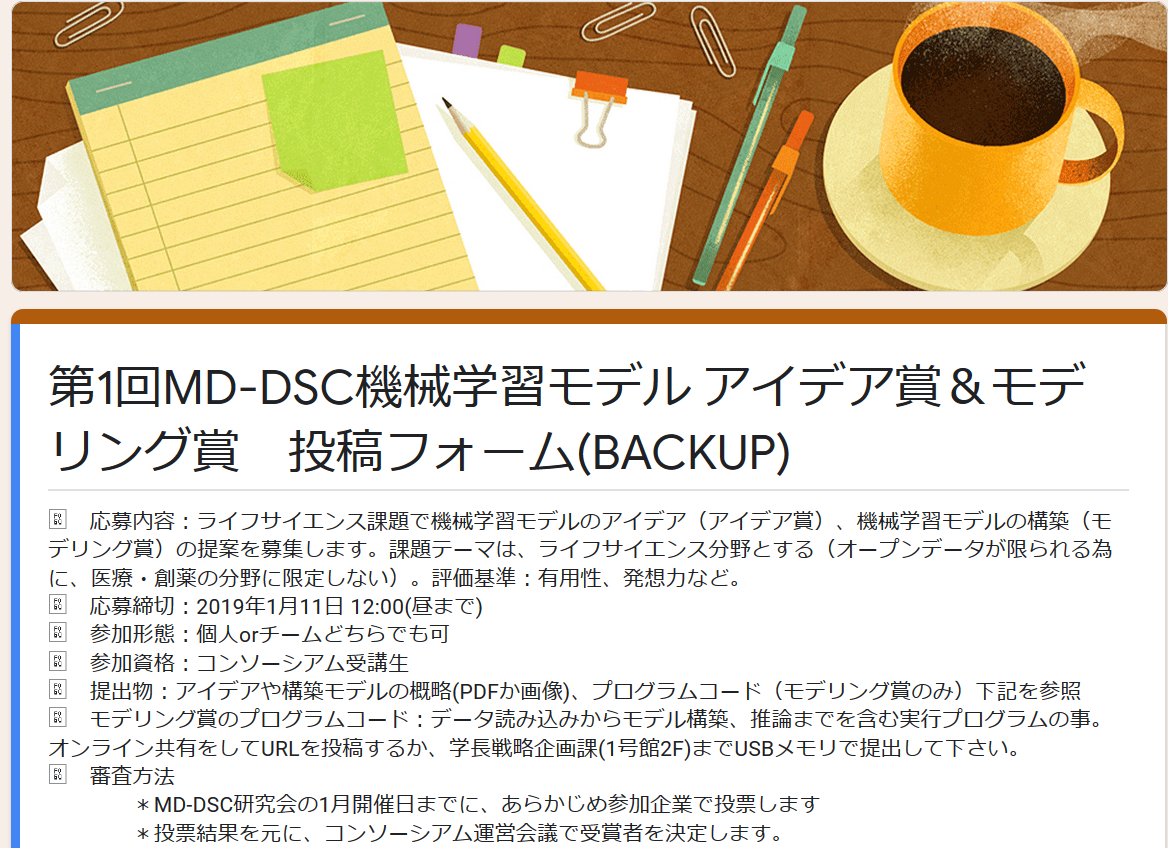 第1回MD-DSC機械学習モデル アイデア賞＆モデ
リング賞　投稿フォーム(BACKUP)
応募内容：ライフサイエンス課題で機械学習モデルのアイデア（アイデア賞）、機械学習モデルの構築（モ
デリング賞）の提案を募集します。課題テーマは、ライフサイエンス分野とする（オープンデータが限られる為
に、医療・創薬の分野に限定しない）。評価基準：有用性、発想力など。
応募締切：2019年1月11日 12:00(昼まで)
参加形態：個人orチームどちらでも可
参加資格：コンソーシアム受講生
提出物：アイデアや構築モデルの概略(PDFか画像)、プログラムコード（モデリング賞のみ）下記を参照
モデリング賞のプログラムコード：データ読み込みからモデル構築、推論までを含む実行プログラムの事。
オンライン共有をしてURLを投稿するか、学長戦略企画課(1号館2F)までUSBメモリで提出して下さい。
審査方法
＊MD-DSC研究会の1月開催日までに、あらかじめ参加企業で投票します
＊投票結果を元に、コンソーシアム運営会議で受賞者を決定します。